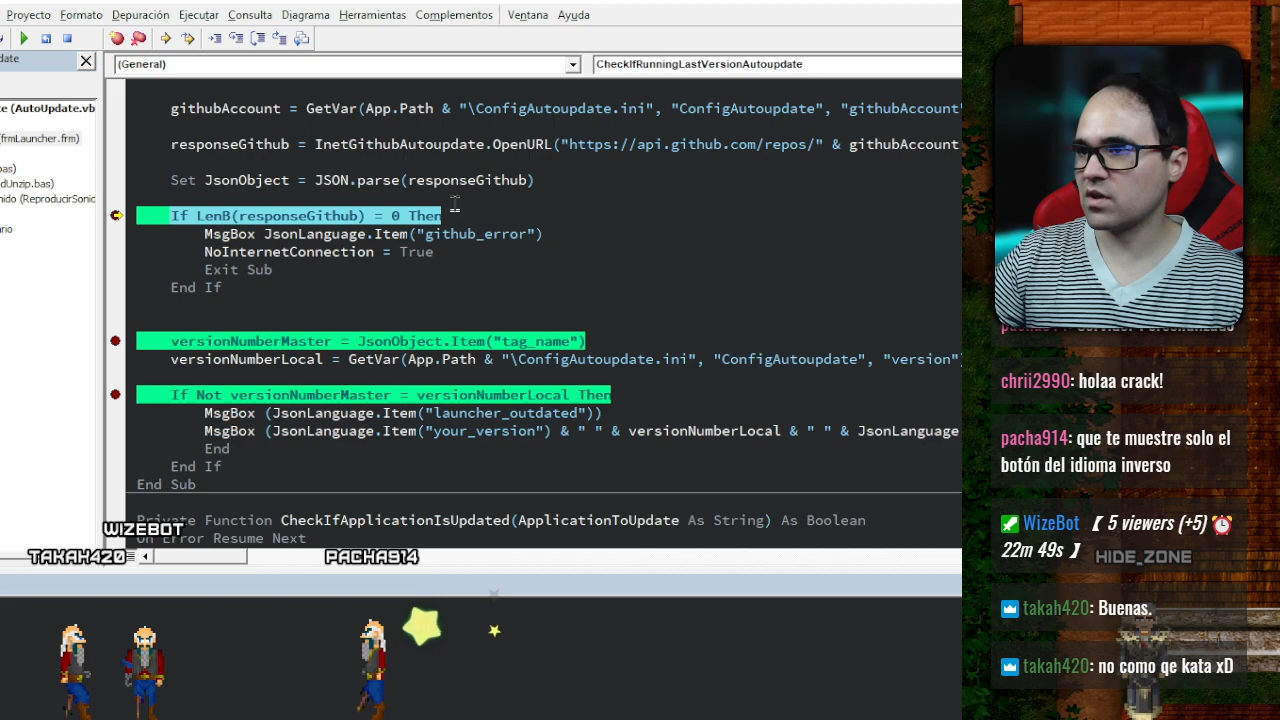 Proyecto Formato Depuración Ejecutar Consulta Diagrama Herramientas Complementos Ventana Ayuda
(General)
CheckIfRunningLastVersionAutoupdate
(AutoUpdate.vb
(frmLauncher.frm)
bas)
dUnzip.bas)
nido (ReproducirSonid
githubAccount = GetVar(App.Path & "\ConfigAutoupdate.ini", "ConfigAutoupdate", "githubAccount"
responseGithub = InetGithubAutoupdate.OpenURL("https://api.github.com/repos/" & githubAccount
Set JsonObject = JSON.parse(responseGithub)
If LenB(responseGithub) = 0 Then
MsgBox JsonLanguage.Item("github_error")
NoInternetConnection = True
Exit Sub
End If
versionNumberMaster = JsonObject.Item("tag_name")
versionNumberLocal = GetVar(App.Path & "\ConfigAutoupdate.ini", "ConfigAutoupdate", "version")
If Not versionNumberMaster = versionNumberLocal Then
MsgBox (JsonLanguage.Item("launcher_outdated"))
MsgBox (JsonLanguage.Item("your_version") & " " & versionNumberLocal & " " & JsonLanguage
End
End If
End Sub
Private Function CheckIfApplicationIsUpdated(ApplicationToUpdate As String) As Boolean
On Error Resume Next
WIZEBOT
TAKAH420
PACHA914
chrii2990: holaa crack!
pacha914: que te muestre solo el
botón del idioma inverso
WizeBot 【 5 viewers (+5) ⏰
22m 49s 】
HIDE_ZONE
takah420: Buenas.
takah420: no como qe kata xD